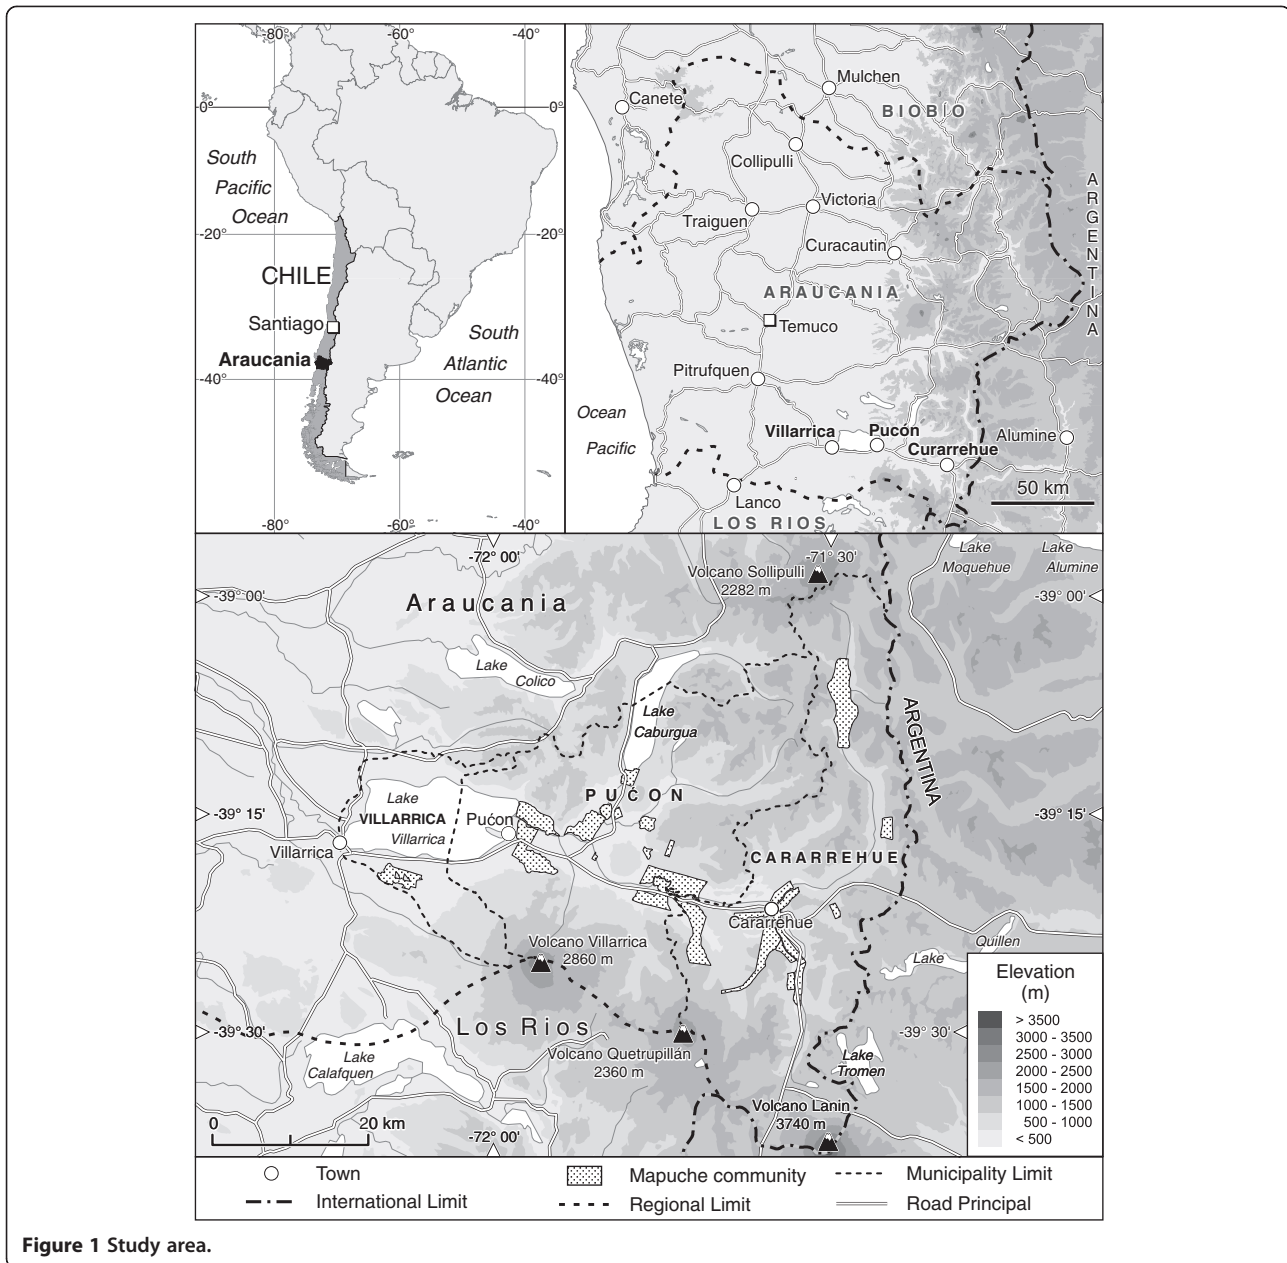 -80°
-60°
-40°
0°
0°
South
Pacific
Ocean
-20°
-20°
CHILE
Santiago
South
Atlantic
Ocean
Araucania
-40°
-40°
-80°
-60°
-40°
Mulchen
Canete
BIOBÍO
Collipulli
ARGENTINA
Victoria
Traiguen
Curacautin
ARAUCANIA
Temuco
Pitrufquen
Ocean
Pacific
Villarrica
Pucón
Alumine
Curarrehue
50 km
Lanco
LOS RIOS
-72° 00'
-71° 30'
Lake
Moquehue
Lake
Alumine
Volcano Sollipulli
2282 m
-39° 00'
-39° 00'
Araucania
Lake
Colico
Lake
Caburgua
ARGENTINA
PUCON
Lake
VILLARRICA
Villarrica
Pućon
-39° 15'
-39° 15'
Villarrica
CARARREHUE
Cararrehue
Volcano Villarrica
2860 m
Quillen
Lake
Los Rios
-39° 30'
-39° 30'
Volcano Quetrupillán
2360 m
Lake
Calafquen
Lake
Tromen
Volcano Lanin
3740 m
0
20 km
-72° 00'
Elevation
(m)
> 3500
3000 - 3500
2500 - 3000
2000 - 2500
1500 - 2000
1000 - 1500
500 - 1000
< 500
Town
Mapuche community
Municipality Limit
International Limit
Regional Limit
Road Principal
Figure 1 Study area.